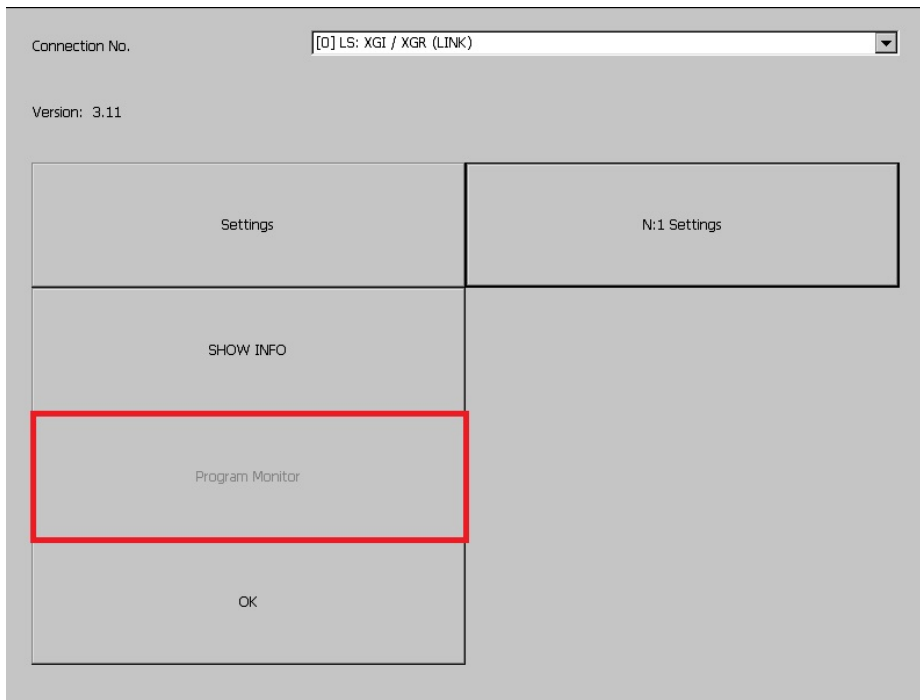 Connection No. [0] LS: XGI / XGR (LINK)
Version: 3.11
Settings N:1 Settings
SHOW INFO
Program Monitor
OK